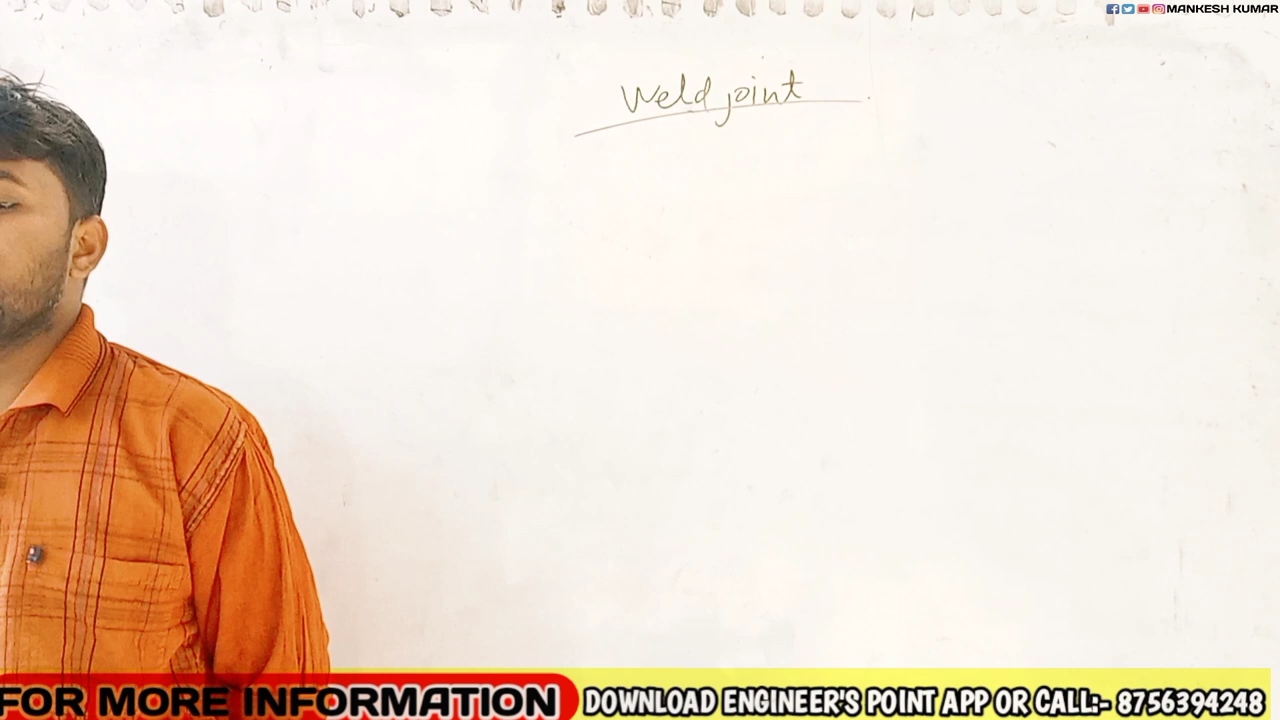 MANKESH KUMAR
Weld joint
FOR MORE INFORMATION
DOWNLOAD ENGINEER'S POINT APP OR CALL:- 8756394248